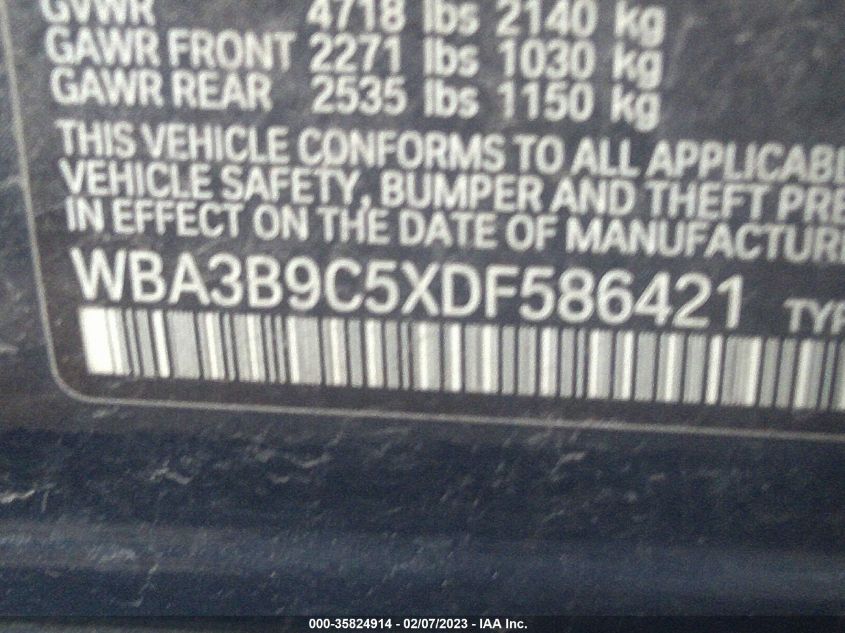 GVWR 4718 lbs 2140 kg
GAWR FRONT 2271 lbs 1030 kg
GAWR REAR 2535 lbs 1150 kg
THIS VEHICLE CONFORMS TO ALL APPLICABL
VEHICLE SAFETY, BUMPER AND THEFT PRE
IN EFFECT ON THE DATE OF MANUFACTUR
WBA3B9C5XDF586421 TYP
000-35824914 - 02/07/2023 - IAA Inc.